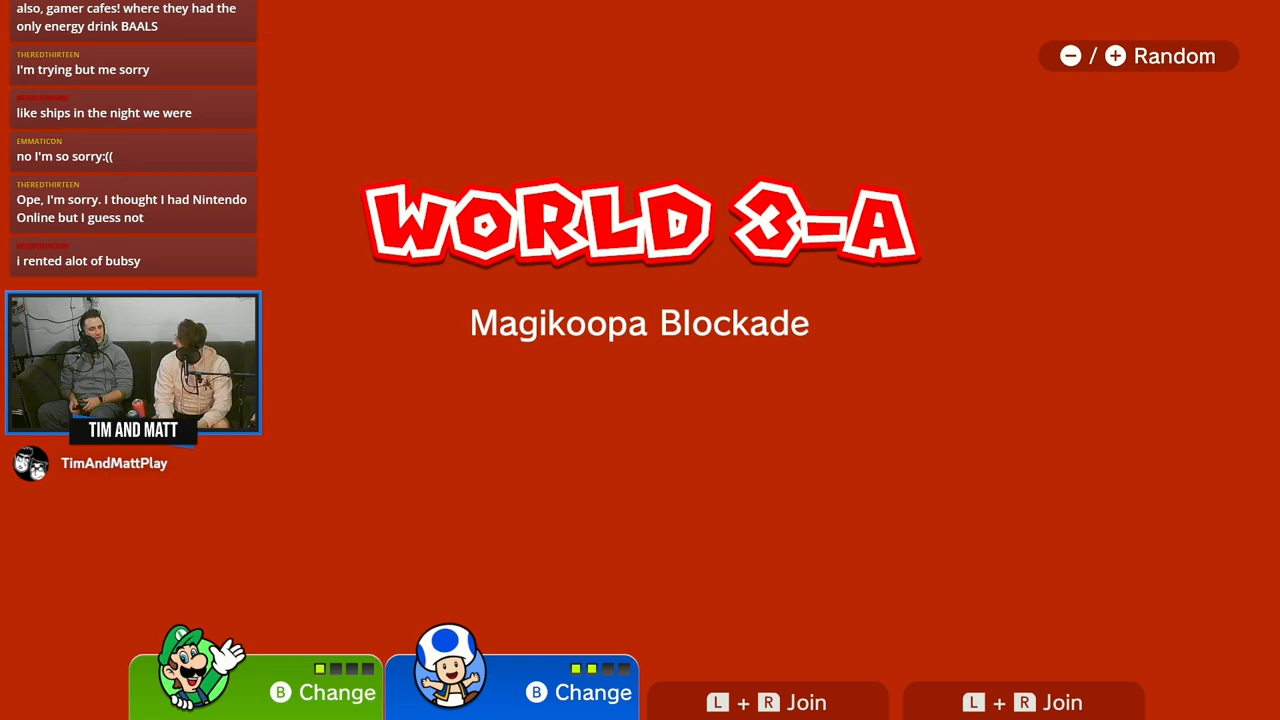 also, gamer cafes! where they had the
only energy drink BAALS
THEREDTHIRTEEN
I'm trying but me sorry
like ships in the night we were
EMMATICON
no I'm so sorry:((
THEREDTHIRTEEN
Ope, I'm sorry. I thought I had Nintendo
Online but I guess not
i rented alot of bubsy
TIM AND MATT
TimAndMattPlay
- / + Random
WORLD 3-A
Magikoopa Blockade
B Change
B Change
L + R Join
L + R Join